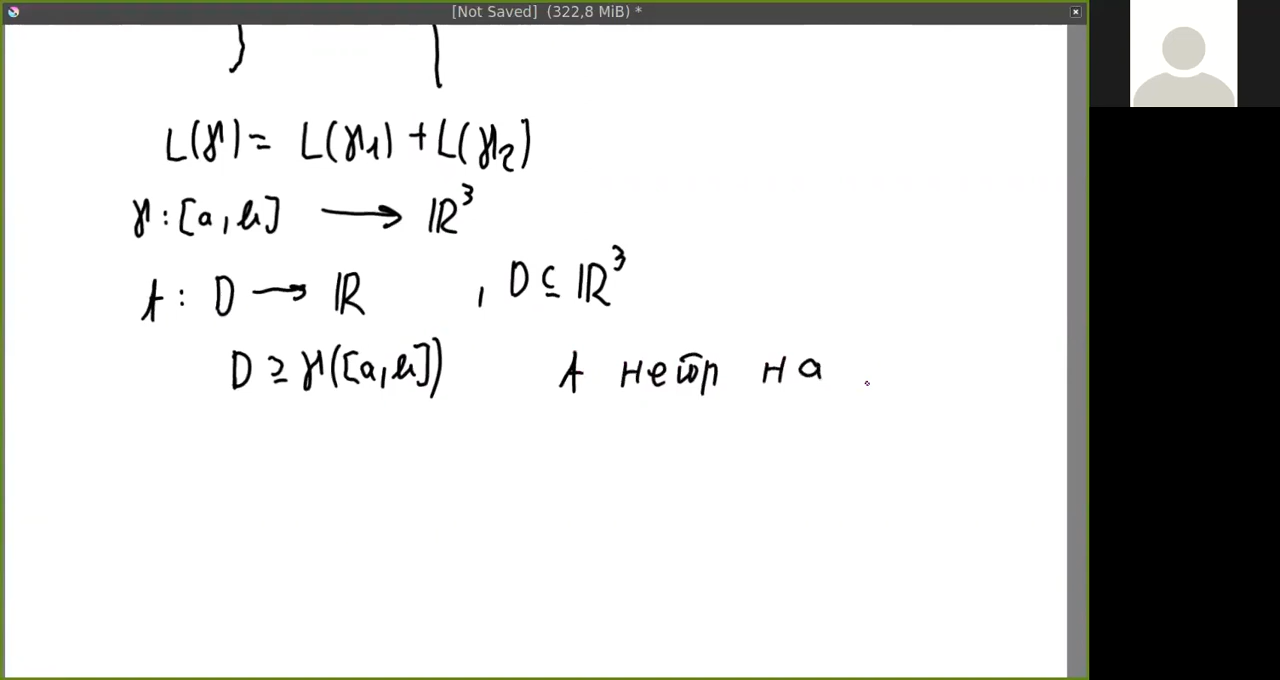 [Not Saved] (322,8 MiB) *
L(γ) = L(γ1) + L(γ2)
γ : [a, b] → ℝ³
f : D → ℝ , D ⊆ ℝ³
D ⊇ γ([a, b]) f непр на